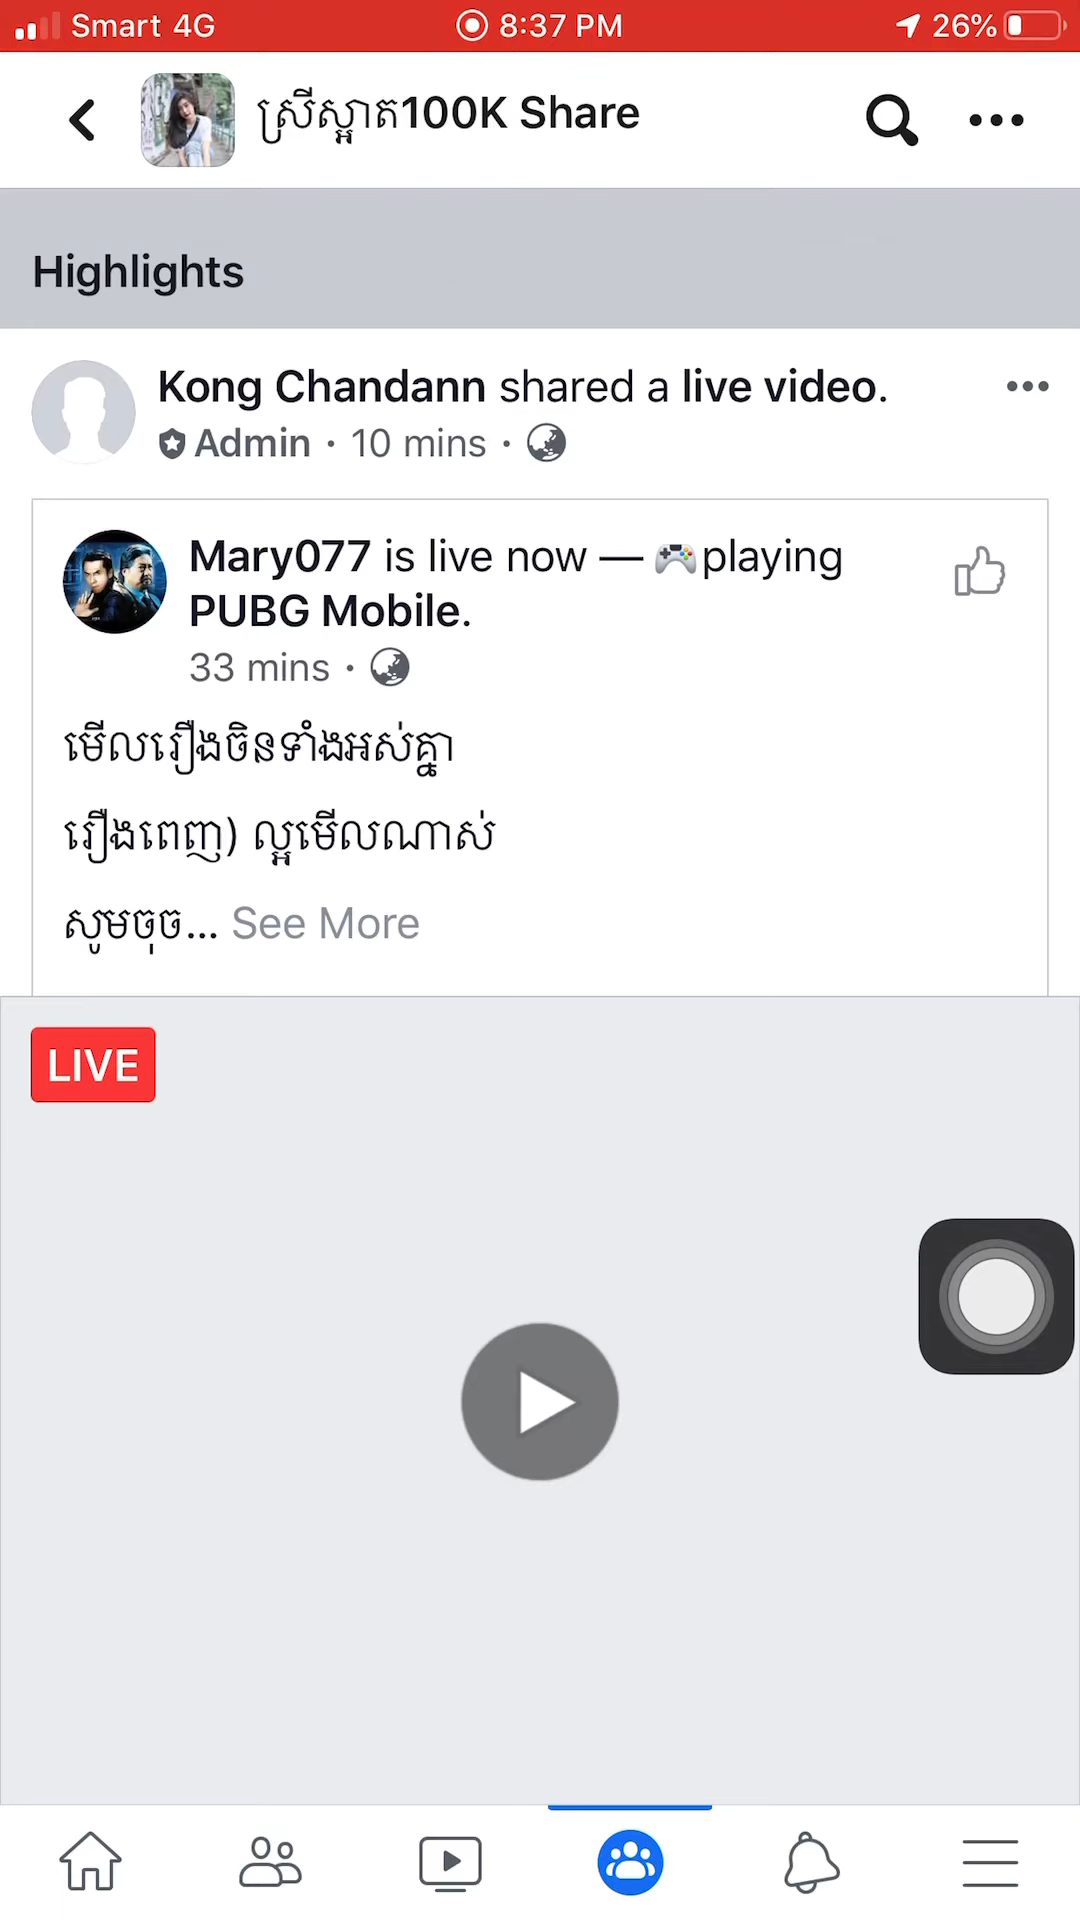 Smart 4G 8:37 PM 26%
ស្រីស្អាត100K Share
Highlights
Kong Chandann shared a live video.
Admin · 10 mins ·
Mary077 is live now — 🎮playing
PUBG Mobile.
33 mins ·
មើលរឿងចិនទាំងអស់គ្នា
រឿងពេញ) ល្អមើលណាស់
សូមចុច... See More
LIVE